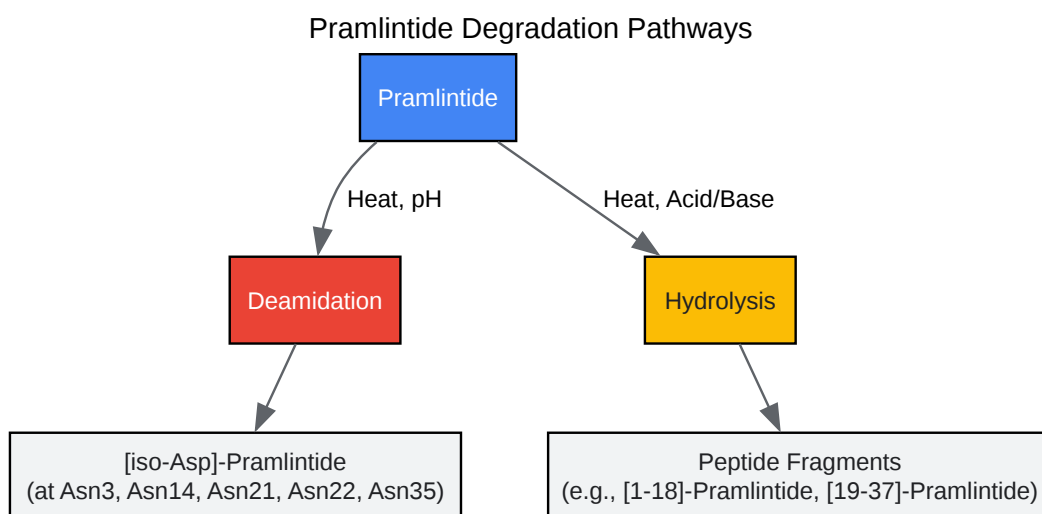 Pramlintide Degradation Pathways
Pramlintide
Heat, pH
Heat, Acid/Base
Deamidation
Hydrolysis
[iso-Asp]-Pramlintide
(at Asn3, Asn14, Asn21, Asn22, Asn35)
Peptide Fragments
(e.g., [1-18]-Pramlintide, [19-37]-Pramlintide)